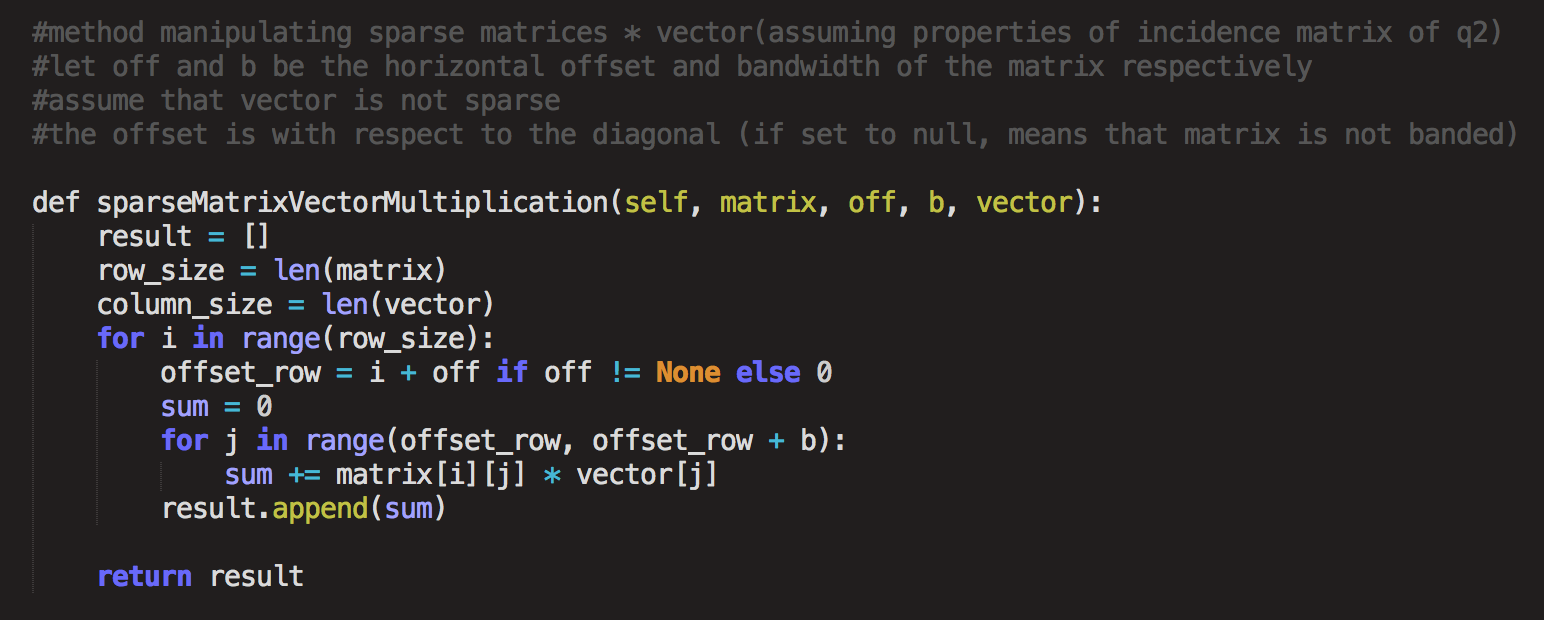 #method manipulating sparse matrices * vector(assuming properties of incidence matrix of q2)
#let off and b be the horizontal offset and bandwidth of the matrix respectively
#assume that vector is not sparse
#the offset is with respect to the diagonal (if set to null, means that matrix is not banded)
def sparseMatrixVectorMultiplication(self, matrix, off, b, vector):
    result = []
    row_size = len(matrix)
    column_size = len(vector)
    for i in range(row_size):
        offset_row = i + off if off != None else 0
        sum = 0
        for j in range(offset_row, offset_row + b):
            sum += matrix[i][j] * vector[j]
        result.append(sum)
    return result